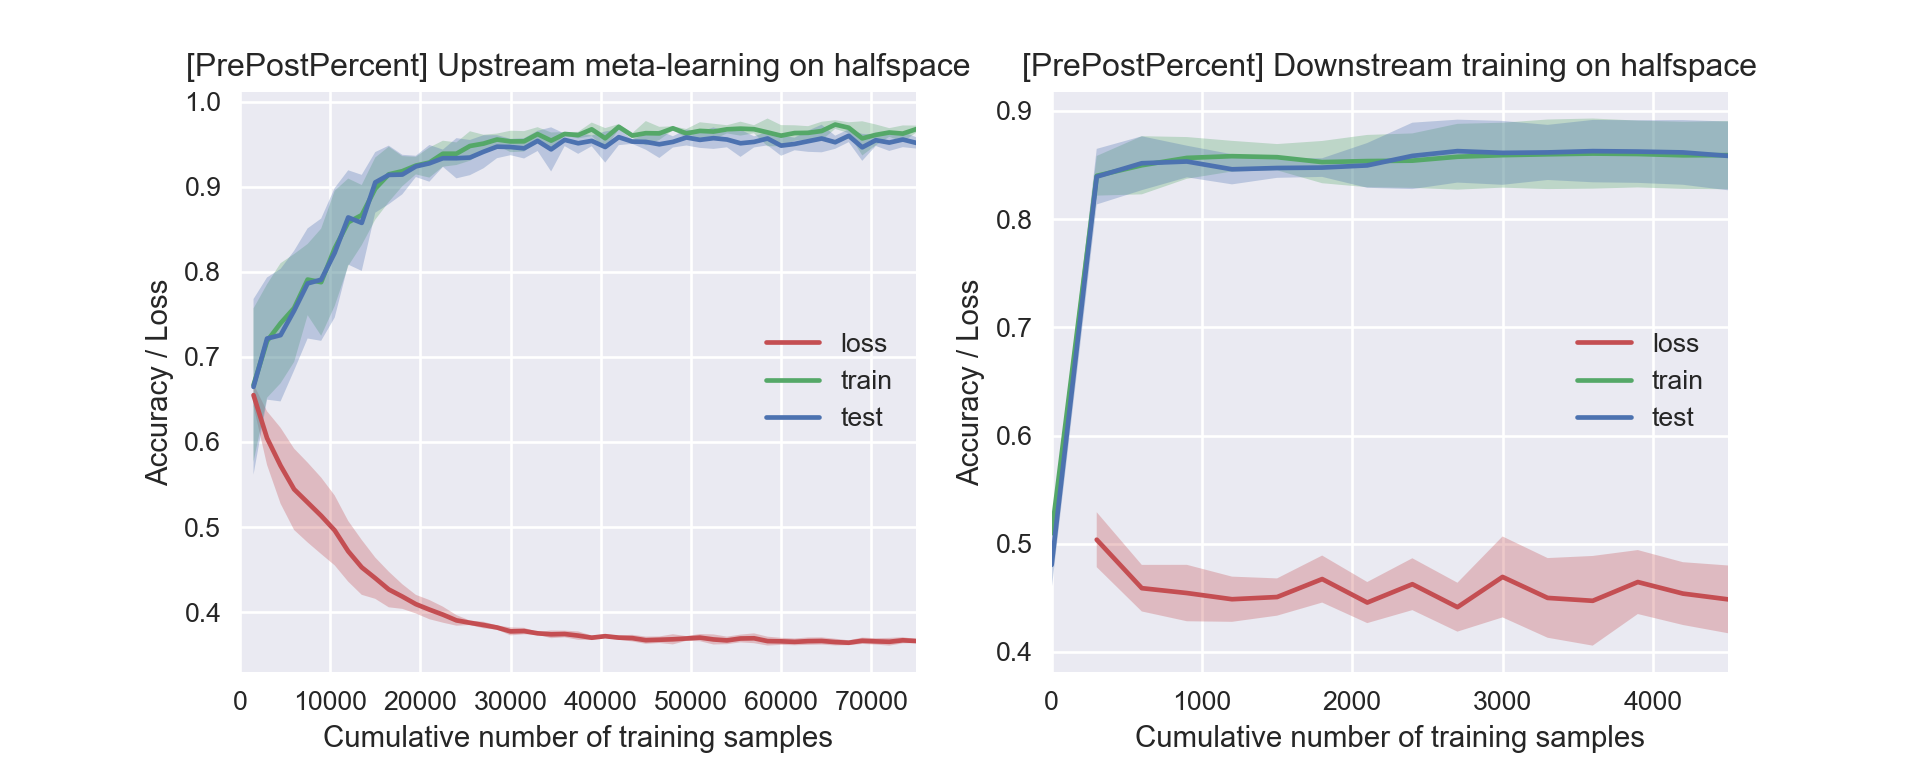 [PrePostPercent] Upstream meta-learning on halfspace
1.0
0.9
0.8
0.7
0.6
0.5
0.4
Accuracy / Loss
loss
train
test
0 10000 20000 30000 40000 50000 60000 70000
Cumulative number of training samples
[PrePostPercent] Downstream training on halfspace
0.9
0.8
0.7
0.6
0.5
0.4
Accuracy / Loss
loss
train
test
0 1000 2000 3000 4000
Cumulative number of training samples